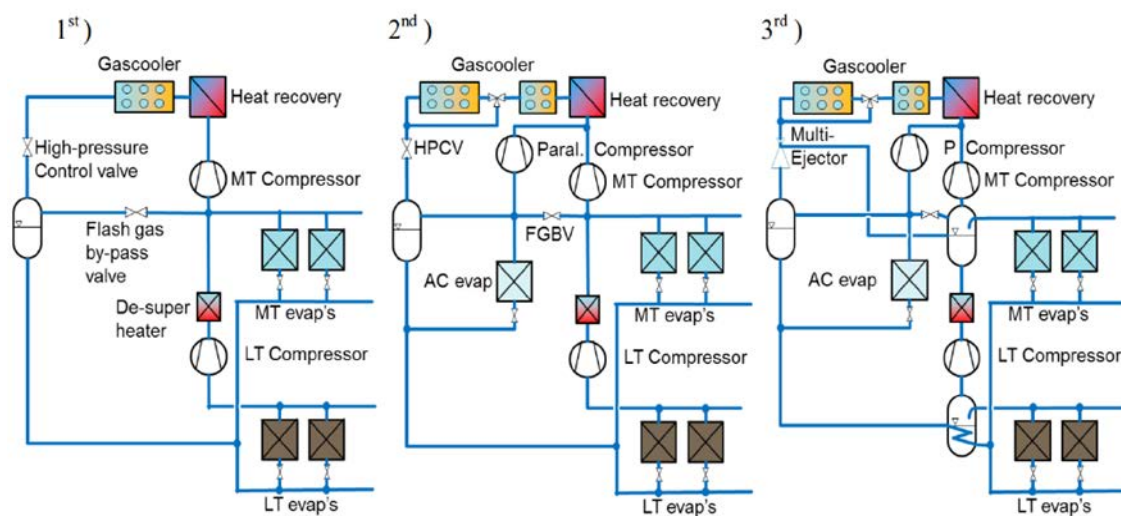 1st)
Gascooler
Heat recovery
High-pressure
Control valve
MT Compressor
Flash gas
by-pass
valve
De-super
heater
MT evap's
LT Compressor
LT evap's
2nd)
Gascooler
Heat recovery
HPCV
Paral. Compressor
MT Compressor
FGBV
AC evap
MT evap's
LT Compressor
LT evap's
3rd)
Gascooler
Heat recovery
Multi-
Ejector
P Compressor
MT Compressor
AC evap
MT evap's
LT Compressor
LT evap's